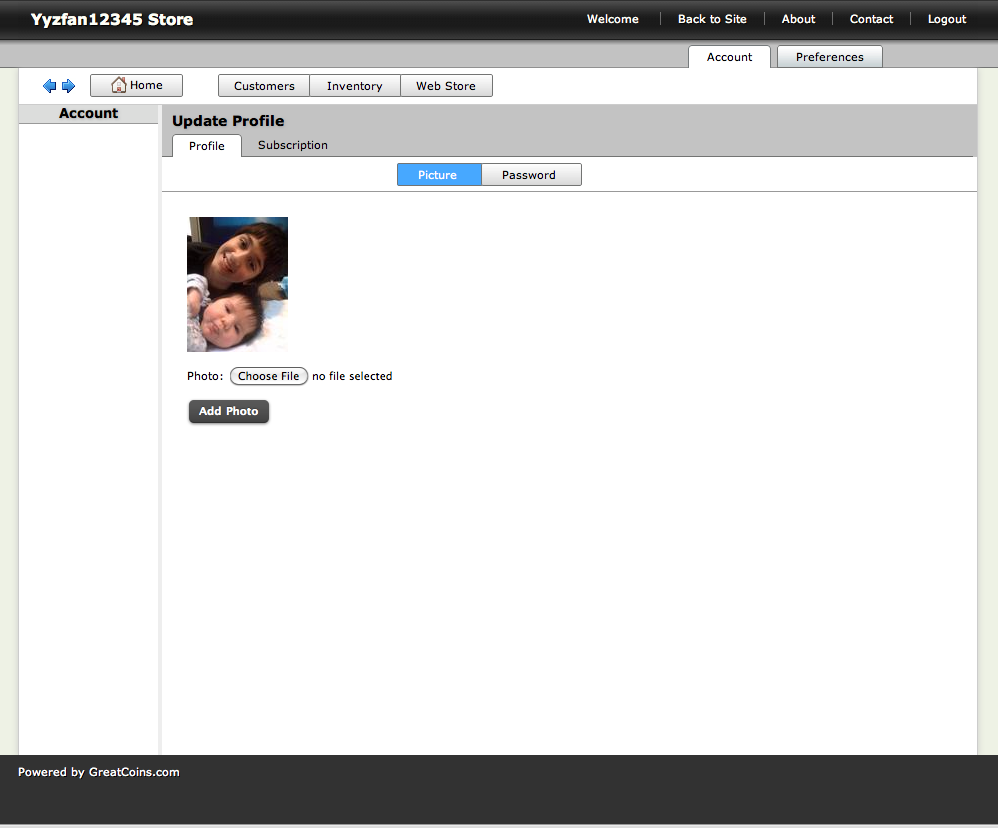 Yyzfan12345 Store
Welcome Back to Site About Contact Logout
Account Preferences
Home Customers Inventory Web Store
Account
Update Profile
Profile Subscription
Picture Password
Photo: Choose File no file selected
Add Photo
Powered by GreatCoins.com